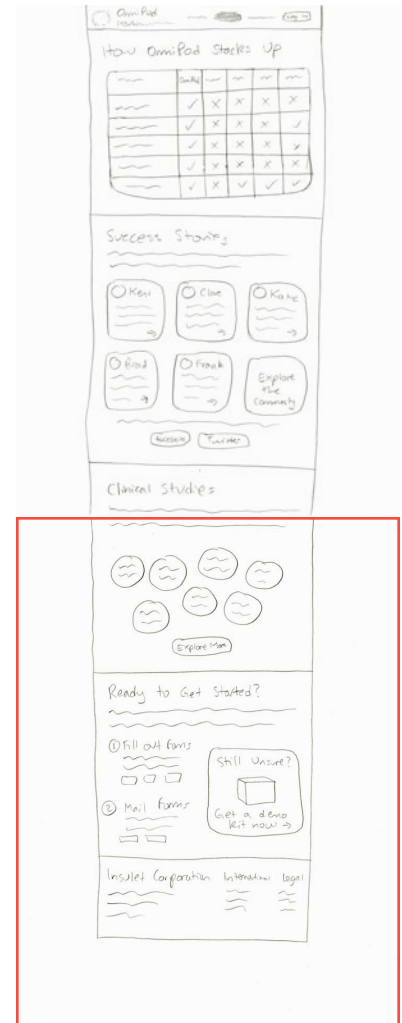 OmniPod
Log in
How OmniPod Stacks Up
OmniPod
Success Stories
Keri
Clove
Katie
Brad
Frank
Explore
the
Community
Facebook
Twitter
Clinical Studies
Explore More
Ready to Get Started?
① Fill out Forms
Still Unsure?
Get a demo
kit now →
② Mail Forms
Insulet Corporation International Legal